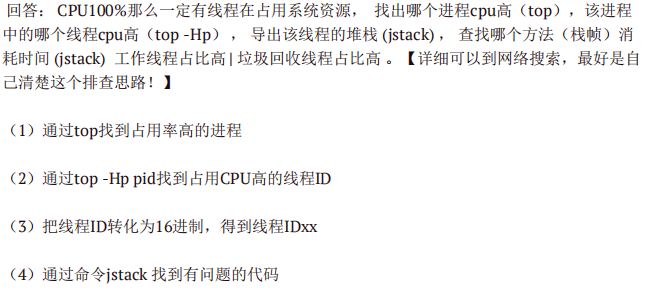 回答： CPU100%那么一定有线程在占用系统资源， 找出哪个进程cpu高（top），该进程
中的哪个线程cpu高（top -Hp） ， 导出该线程的堆栈 (jstack) ， 查找哪个方法（栈帧）消
耗时间 (jstack) 工作线程占比高 | 垃圾回收线程占比高 。【详细可以到网络搜索，最好是自
己清楚这个排查思路！】
（1）通过top找到占用率高的进程
（2）通过top -Hp pid找到占用CPU高的线程ID
（3）把线程ID转化为16进制，得到线程IDxx
（4）通过命令jstack 找到有问题的代码